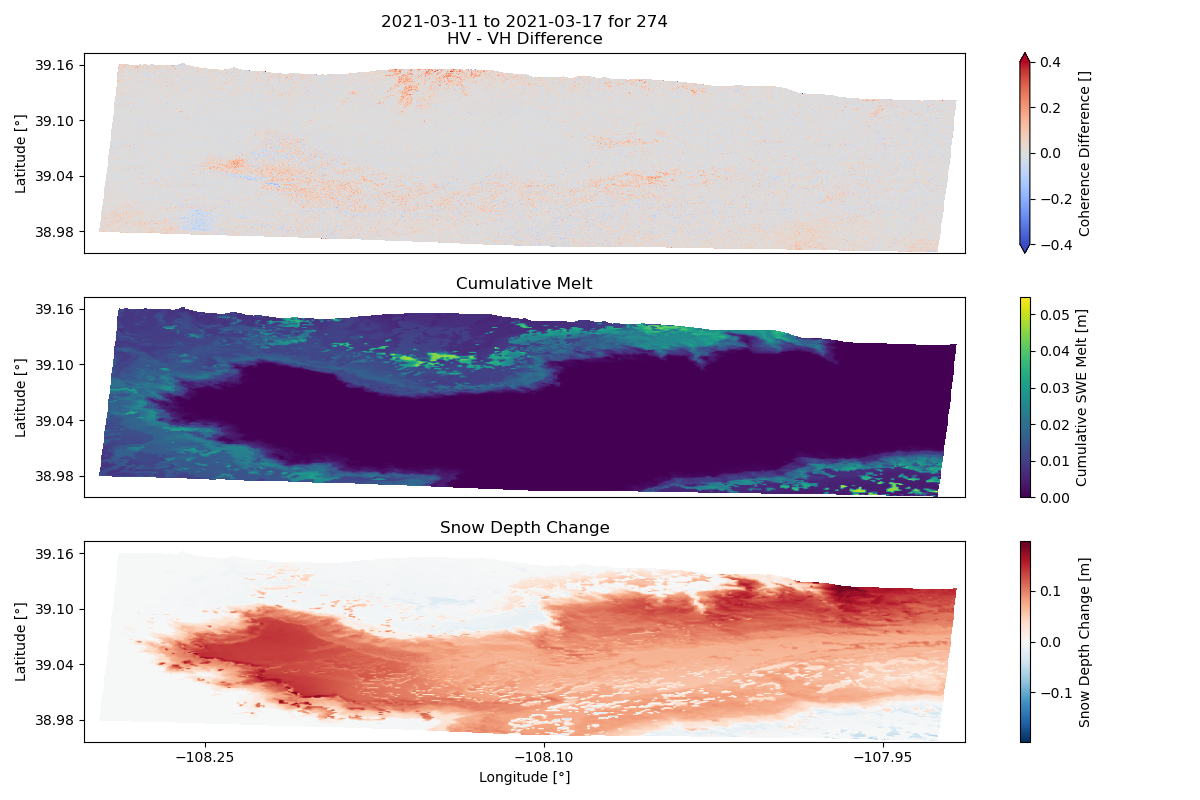 2021-03-11 to 2021-03-17 for 274
HV - VH Difference
39.16
39.10
39.04
38.98
Latitude [°]
0.4
0.2
0.0
−0.2
−0.4
Coherence Difference []
Cumulative Melt
39.16
39.10
39.04
38.98
Latitude [°]
0.05
0.04
0.03
0.02
0.01
0.00
Cumulative SWE Melt [m]
Snow Depth Change
39.16
39.10
39.04
38.98
Latitude [°]
0.1
0.0
−0.1
Snow Depth Change [m]
−108.25
−108.10
−107.95
Longitude [°]